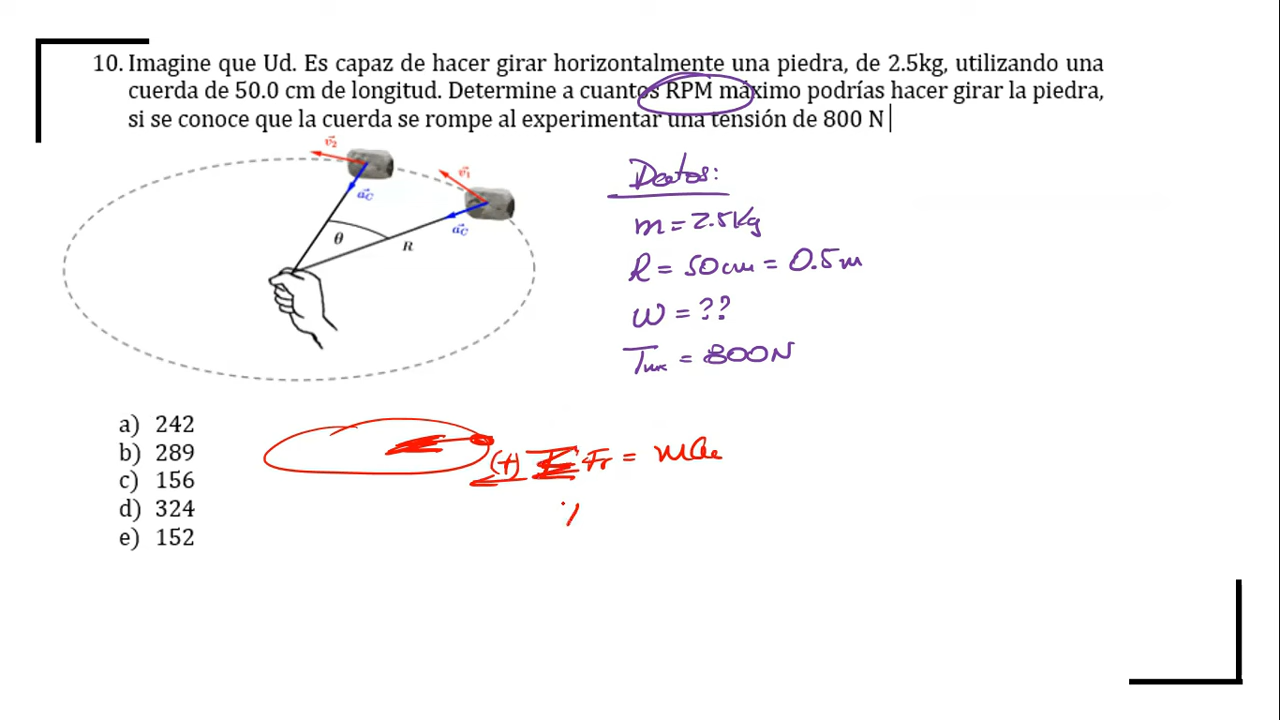 10. Imagine que Ud. Es capaz de hacer girar horizontalmente una piedra, de 2.5kg, utilizando una
cuerda de 50.0 cm de longitud. Determine a cuantos RPM máximo podrías hacer girar la piedra,
si se conoce que la cuerda se rompe al experimentar una tensión de 800 N
v⃗₂
v⃗₁
a⃗c
a⃗c
θ
R
Datos:
m = 2.5Kg
R = 50cm = 0.5m
ω = ??
= 800N
a) 242
b) 289
c) 156
d) 324
e) 152
(+) Fr = mac